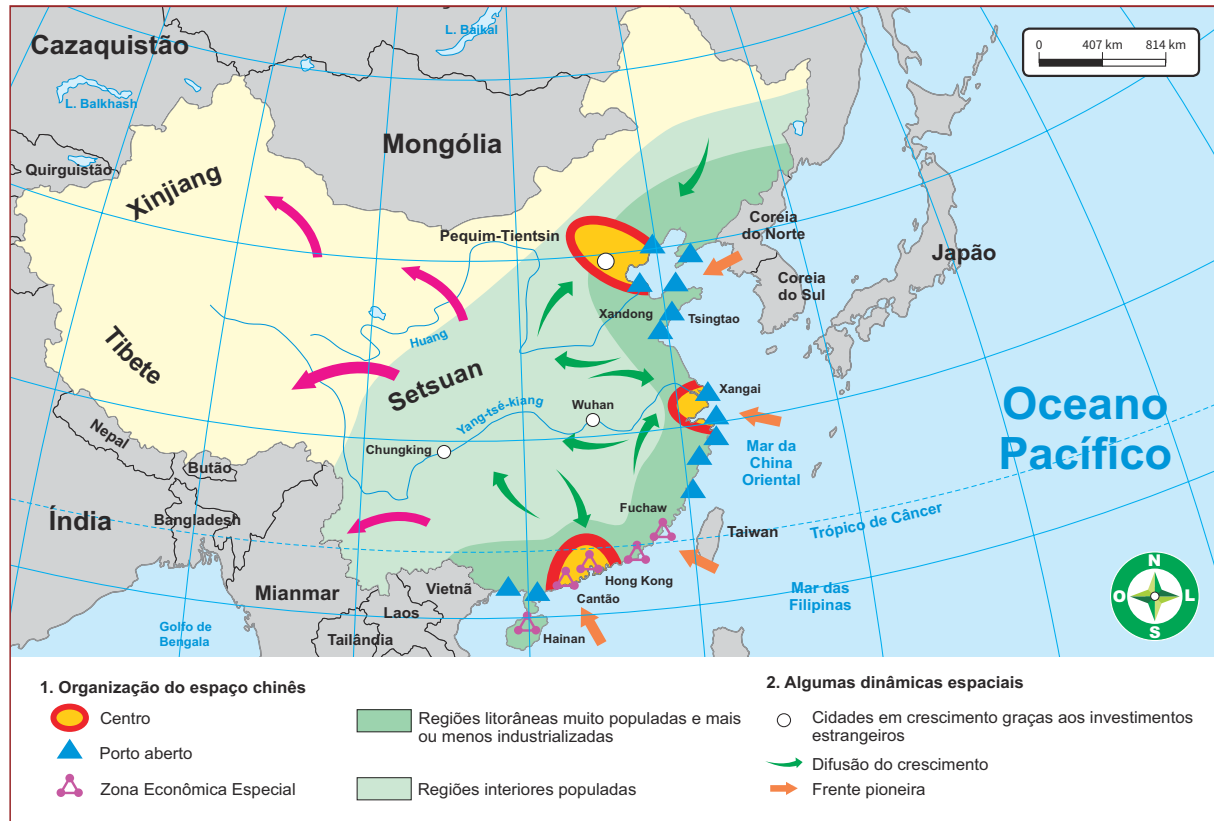 Cazaquistão
L. Baikal
0 407 km 814 km
L. Balkhash
Mongólia
Quirguistão
Xinjiang
Coreia
do Norte
Pequim-Tientsin
Japão
Coreia
do Sul
Xandong
Tsingtao
Huang
Tibete
Setsuan
Xangai
Oceano
Pacífico
Wuhan
Yang-tsé-kiang
Chungking
Mar da
China
Oriental
Nepal
Butão
Fuchaw
Trópico de Câncer
Índia
Bangladesh
Taiwan
Hong Kong
Vietnã
Mianmar
Cantão
Mar das
Filipinas
Laos
Golfo de
Bengala
Tailândia
Hainan
N
O L
S
1. Organização do espaço chinês
Centro
Porto aberto
Zona Econômica Especial
Regiões litorâneas muito populadas e mais
ou menos industrializadas
Regiões interiores populadas
2. Algumas dinâmicas espaciais
Cidades em crescimento graças aos investimentos
estrangeiros
Difusão do crescimento
Frente pioneira